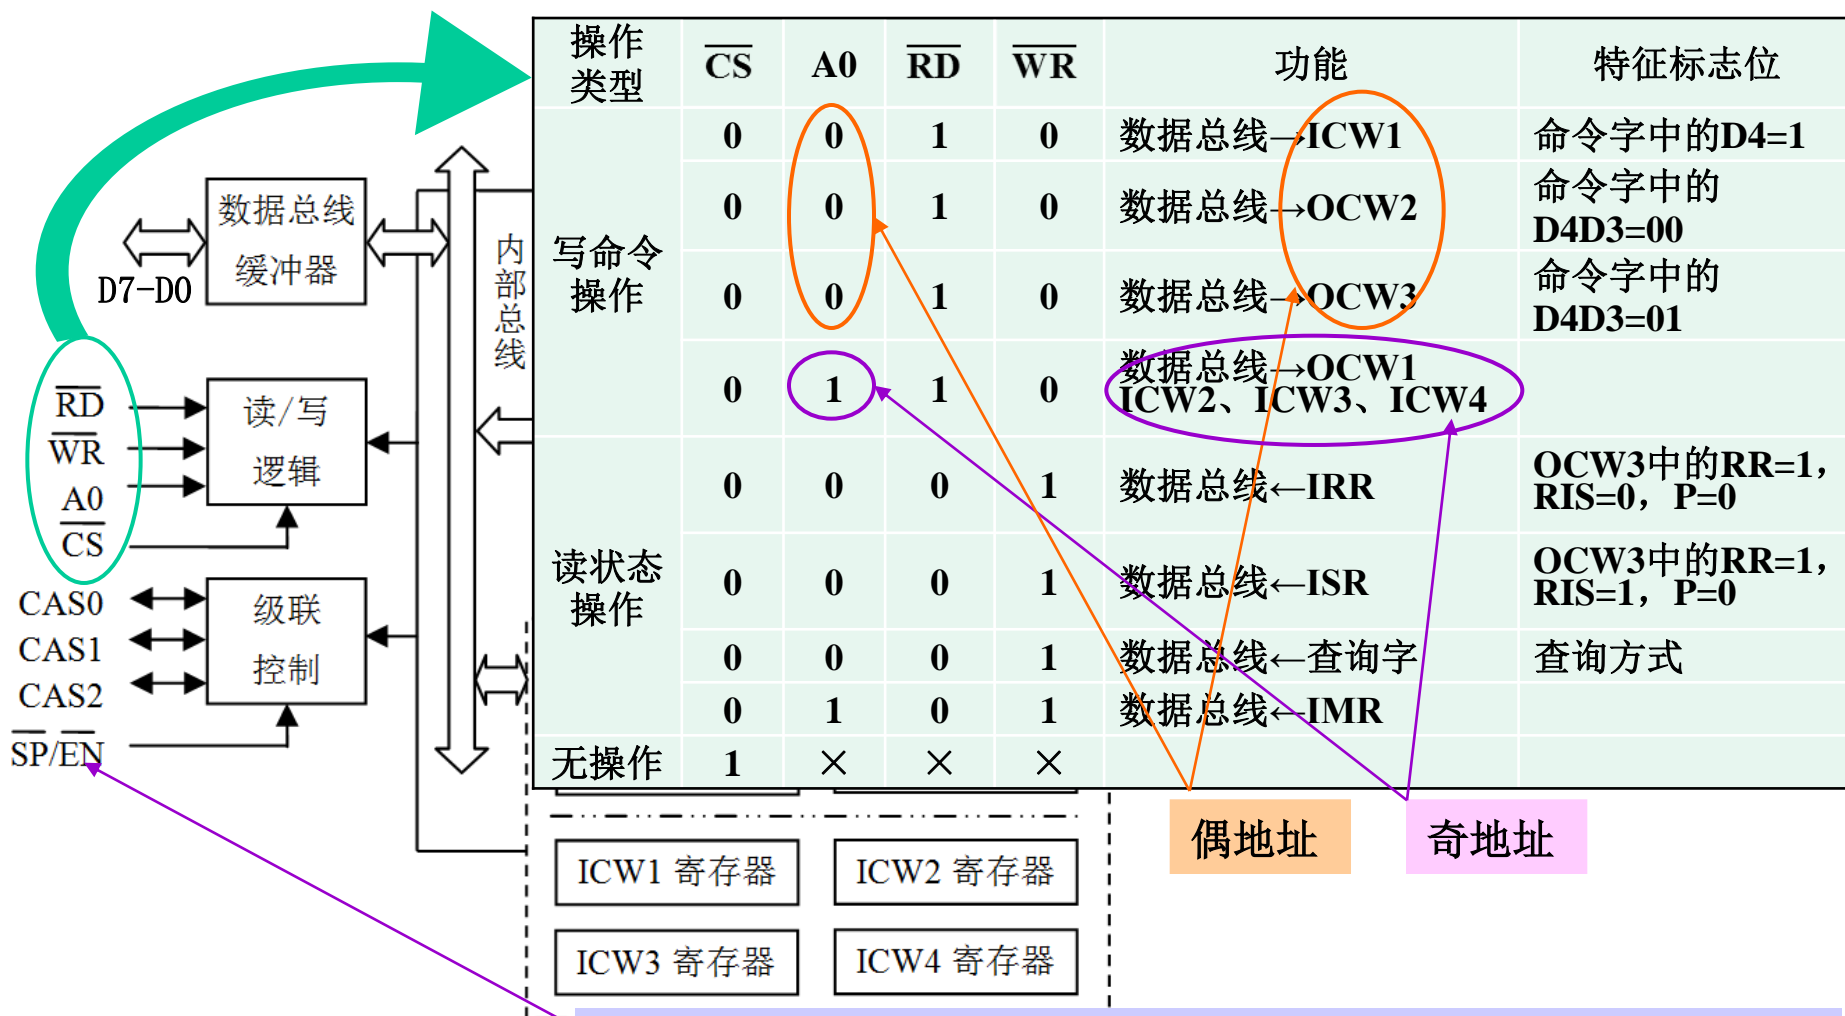 操作
类型
CS A0 RD WR 功能 特征标志位
0 0 1 0 数据总线→ICW1 命令字中的D4=1
0 0 1 0 数据总线→OCW2 命令字中的
D4D3=00
写命令
操作
0 0 1 0 数据总线→OCW3 命令字中的
D4D3=01
0 1 1 0 数据总线→OCW1
ICW2、ICW3、ICW4
读状态
操作
0 0 0 1 数据总线←IRR OCW3中的RR=1,
RIS=0，P=0
0 0 0 1 数据总线←ISR OCW3中的RR=1,
RIS=1，P=0
0 0 0 1 数据总线←查询字 查询方式
0 1 0 1 数据总线←IMR
无操作 1 × × ×
数据总线
缓冲器
D7-D0
内
部
总
线
RD
WR
A0
CS
读/写
逻辑
CAS0
CAS1
CAS2
SP/EN
级联
控制
偶地址
奇地址
ICW1 寄存器
ICW2 寄存器
ICW3 寄存器
ICW4 寄存器